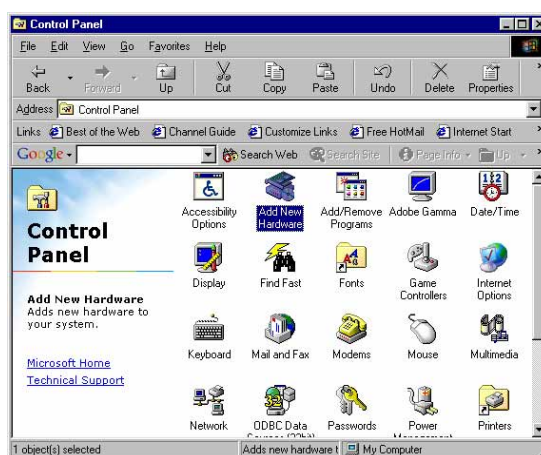 Control Panel
File Edit View Go Favorites Help
Back Forward Up Cut Copy Paste Undo Delete Properties
Address Control Panel
Links Best of the Web Channel Guide Customize Links Free HotMail Internet Start
Google Search Web Search Site Page Info Up
Control
Panel
Add New Hardware
Adds new hardware to
your system.
Microsoft Home
Technical Support
Accessibility
Options
Add New
Hardware
Add/Remove
Programs
Adobe Gamma
Date/Time
Display
Find Fast
Fonts
Game
Controllers
Internet
Options
Keyboard
Mail and Fax
Modems
Mouse
Multimedia
Network
ODBC Data
Passwords
Power
Printers
1 object(s) selected Adds new hardware t My Computer